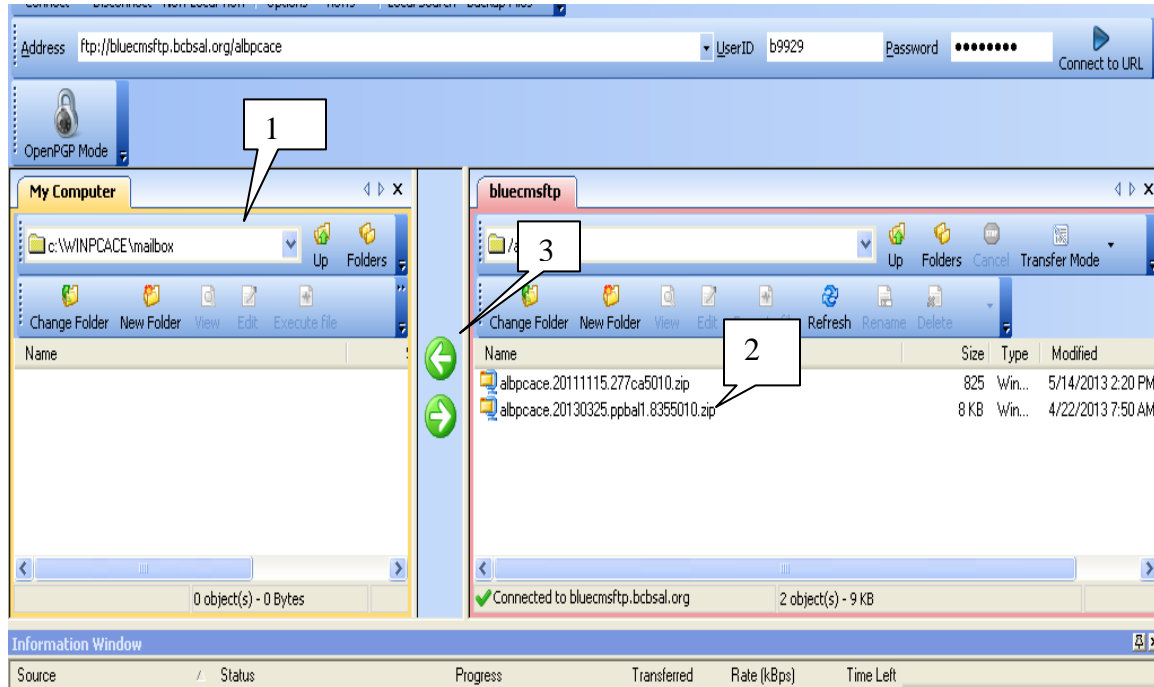 Address ftp://bluecmsftp.bcbsal.org/albpcace UserID b9929 Password ●●●●●●●● Connect to URL
OpenPGP Mode
1
My Computer
bluecmsftp
c:\WINPCACE\mailbox Up Folders
3
Up Folders Cancel Transfer Mode
Change Folder New Folder View Edit Execute file
Change Folder New Folder View Edit Refresh Rename Delete
2
Name
Name Size Type Modified
albpcace.20111115.277ca5010.zip 825 Win... 5/14/2013 2:20 PM
albpcace.20130325.ppbal1.8355010.zip 8 KB Win... 4/22/2013 7:50 AM
0 object(s) - 0 Bytes
Connected to bluecmsftp.bcbsal.org 2 object(s) - 9 KB
Information Window
Source Status Progress Transferred Rate (kBps) Time Left